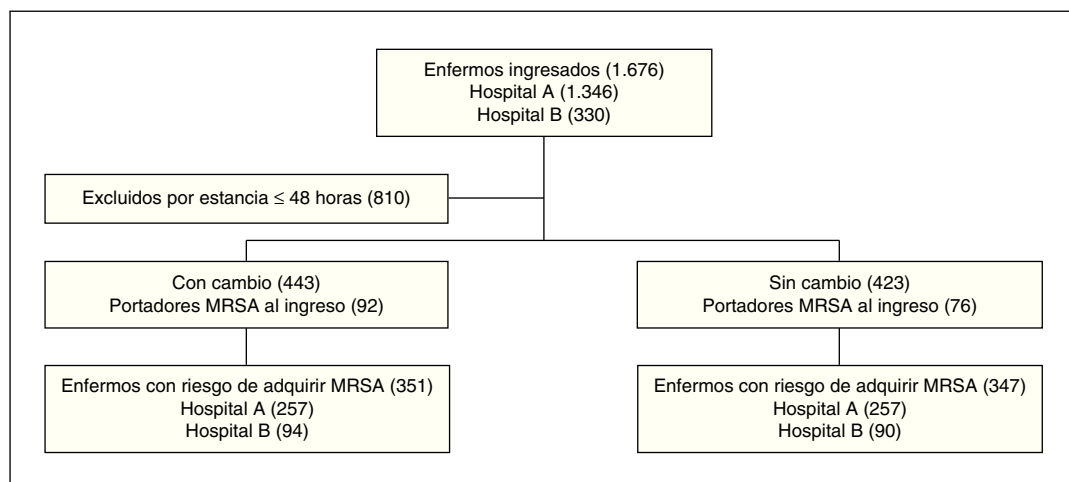 Enfermos ingresados (1.676)
Hospital A (1.346)
Hospital B (330)
Excluidos por estancia ≤ 48 horas (810)
Con cambio (443)
Portadores MRSA al ingreso (92)
Sin cambio (423)
Portadores MRSA al ingreso (76)
Enfermos con riesgo de adquirir MRSA (351)
Hospital A (257)
Hospital B (94)
Enfermos con riesgo de adquirir MRSA (347)
Hospital A (257)
Hospital B (90)